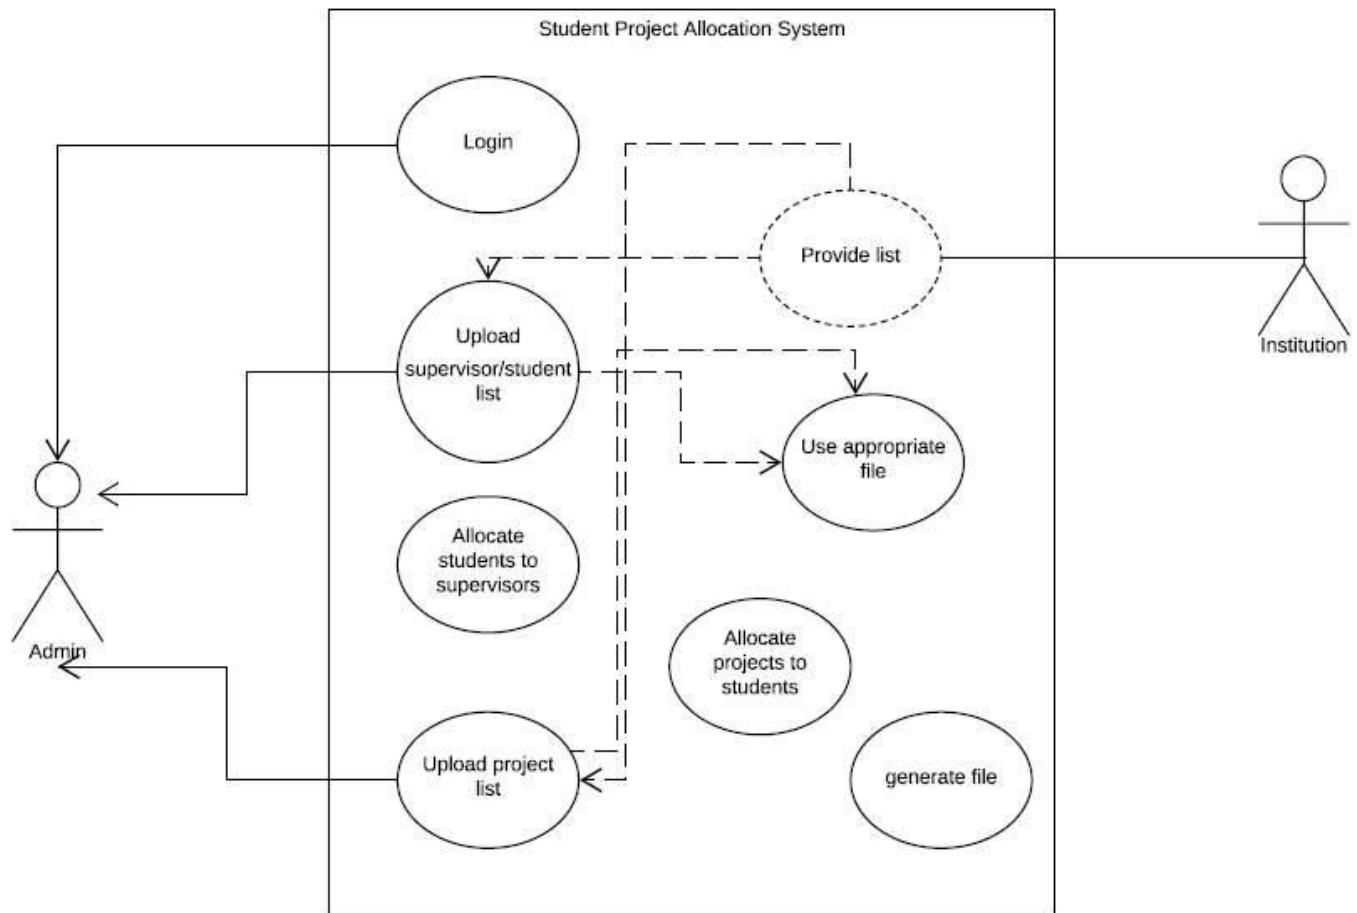 Student Project Allocation System
Login
Provide list
Upload
supervisor/student
list
Institution
Use appropriate
file
Allocate
students to
supervisors
Admin
Allocate
projects to
students
Upload project
list
generate file